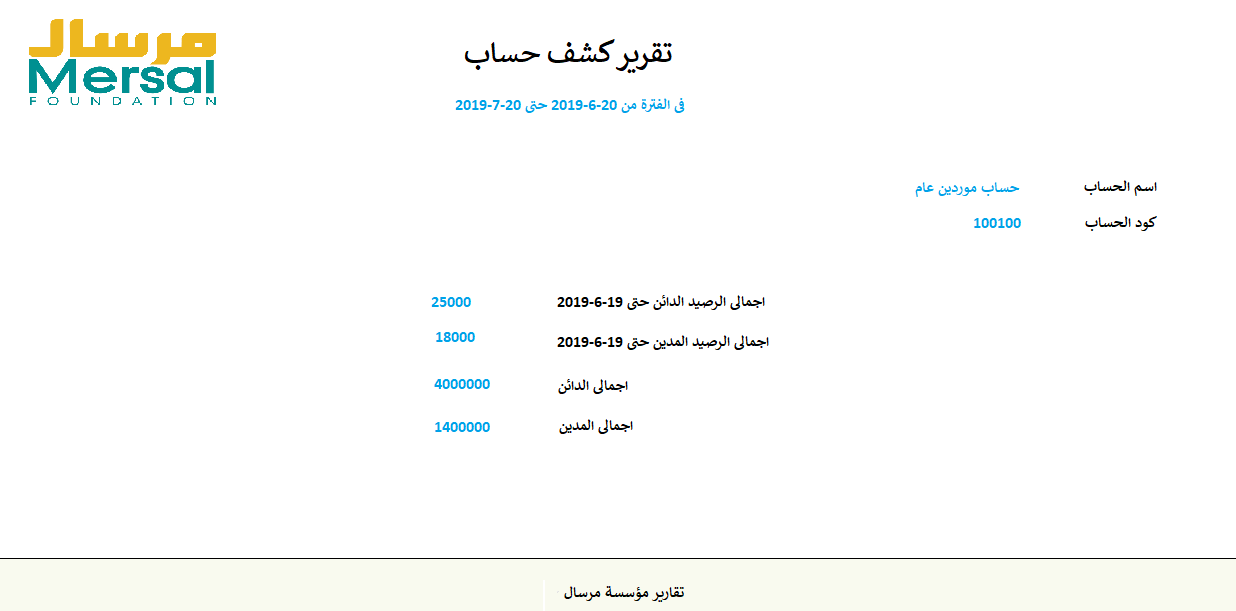 مرسال
Mersal
FOUNDATION
تقرير كشف حساب
فى الفترة من 20-6-2019 حتى 20-7-2019
اسم الحساب حساب موردين عام
كود الحساب 100100
اجمالى الرصيد الدائن حتى 19-6-2019 25000
اجمالى الرصيد المدين حتى 19-6-2019 18000
اجمالى الدائن 4000000
اجمالى المدين 1400000
تقارير مؤسسة مرسال